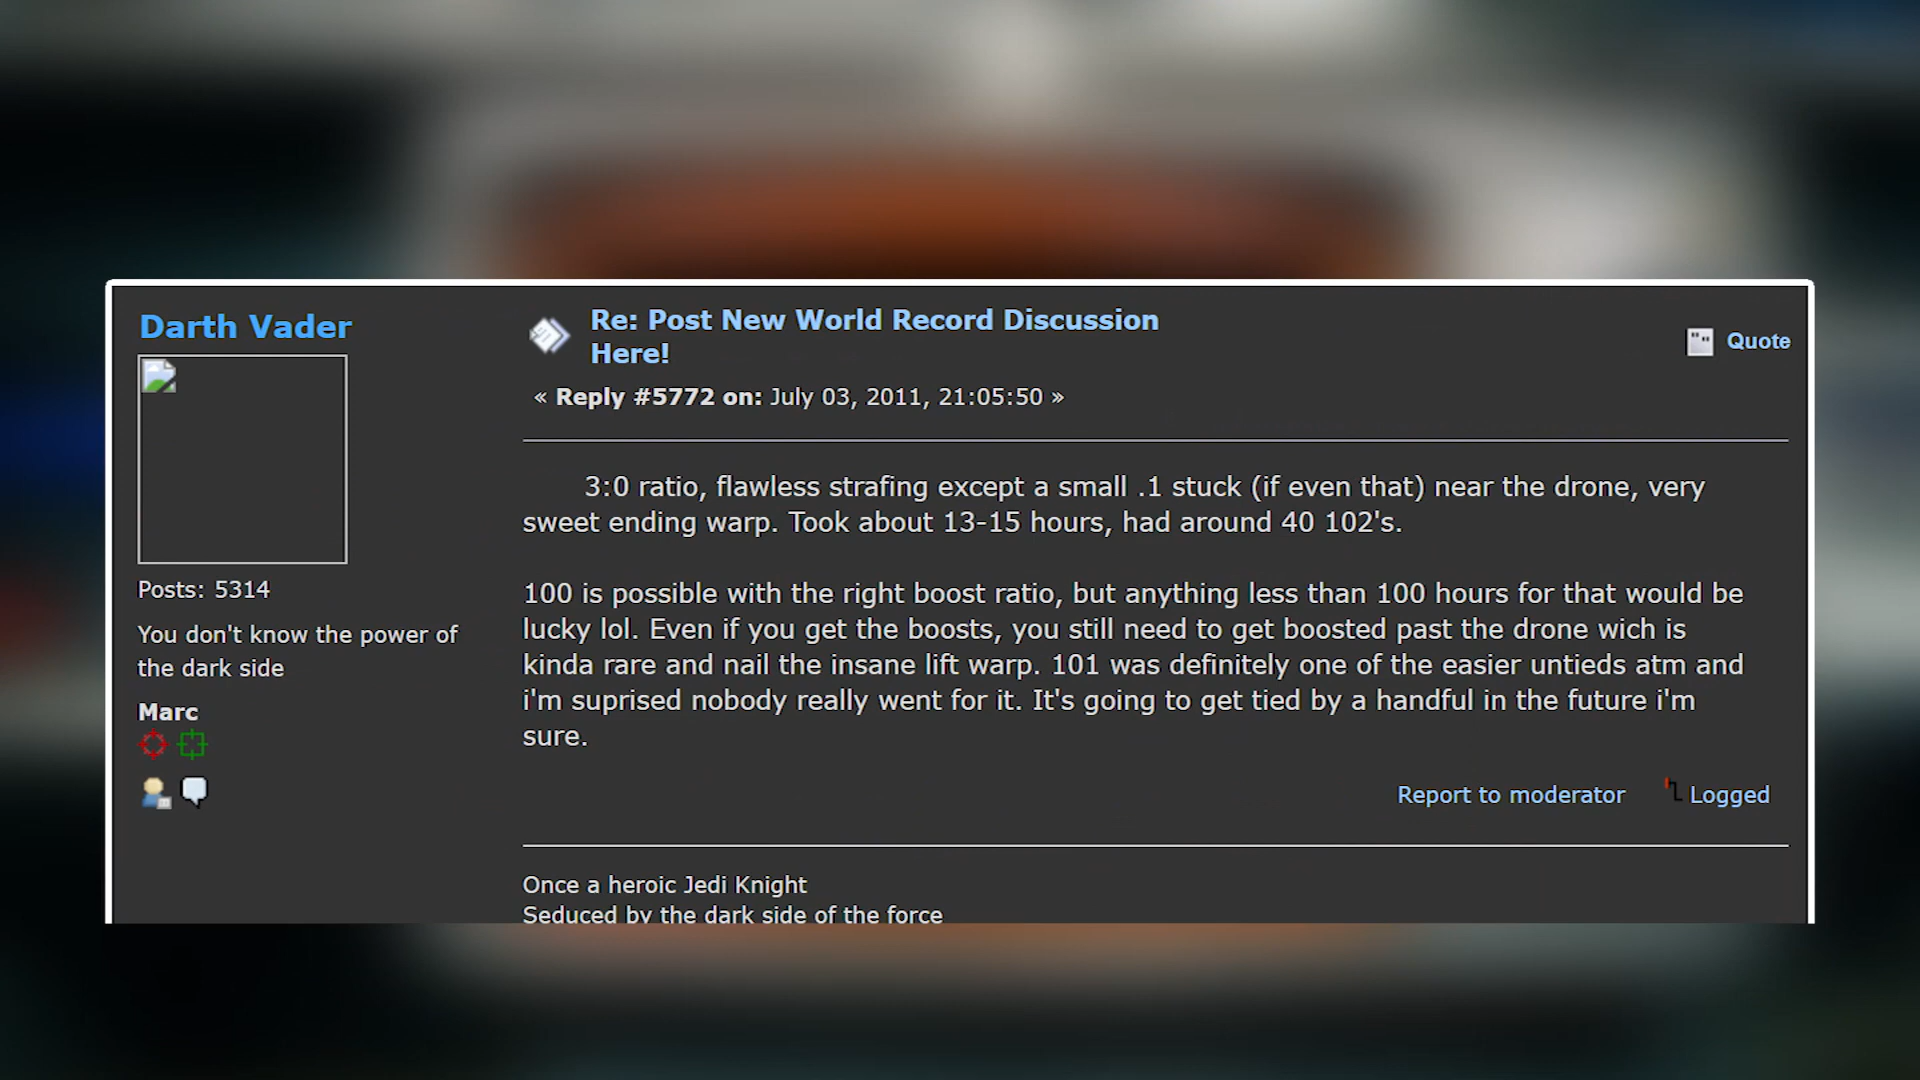 Darth Vader
Posts: 5314
You don't know the power of
the dark side
Marc
Re: Post New World Record Discussion
Here!
« Reply #5772 on: July 03, 2011, 21:05:50 »
Quote
3:0 ratio, flawless strafing except a small .1 stuck (if even that) near the drone, very
sweet ending warp. Took about 13-15 hours, had around 40 102's.
100 is possible with the right boost ratio, but anything less than 100 hours for that would be
lucky lol. Even if you get the boosts, you still need to get boosted past the drone wich is
kinda rare and nail the insane lift warp. 101 was definitely one of the easier untieds atm and
i'm suprised nobody really went for it. It's going to get tied by a handful in the future i'm
sure.
Report to moderator
Logged
Once a heroic Jedi Knight
Seduced by the dark side of the force